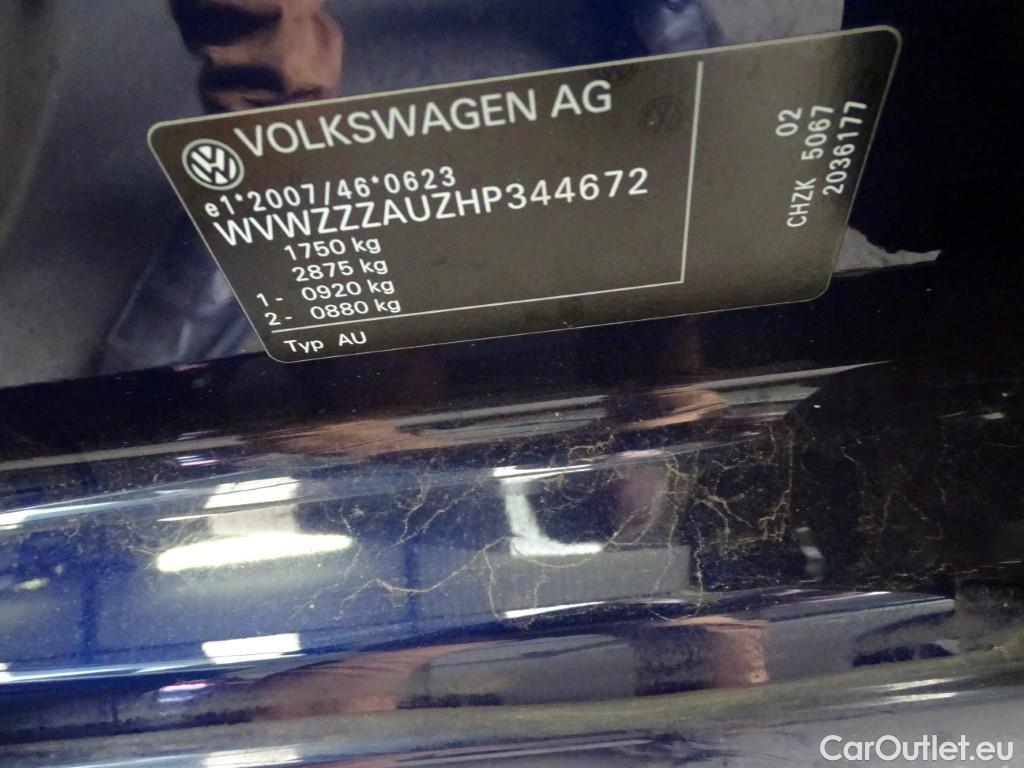 VOLKSWAGEN AG
e1*2007/46*0623
WVWZZZAUZHP344672
1750 kg
2875 kg
1- 0920 kg
2- 0880 kg
Typ AU
02
CHZK 5067
2036177
CarOutlet.eu